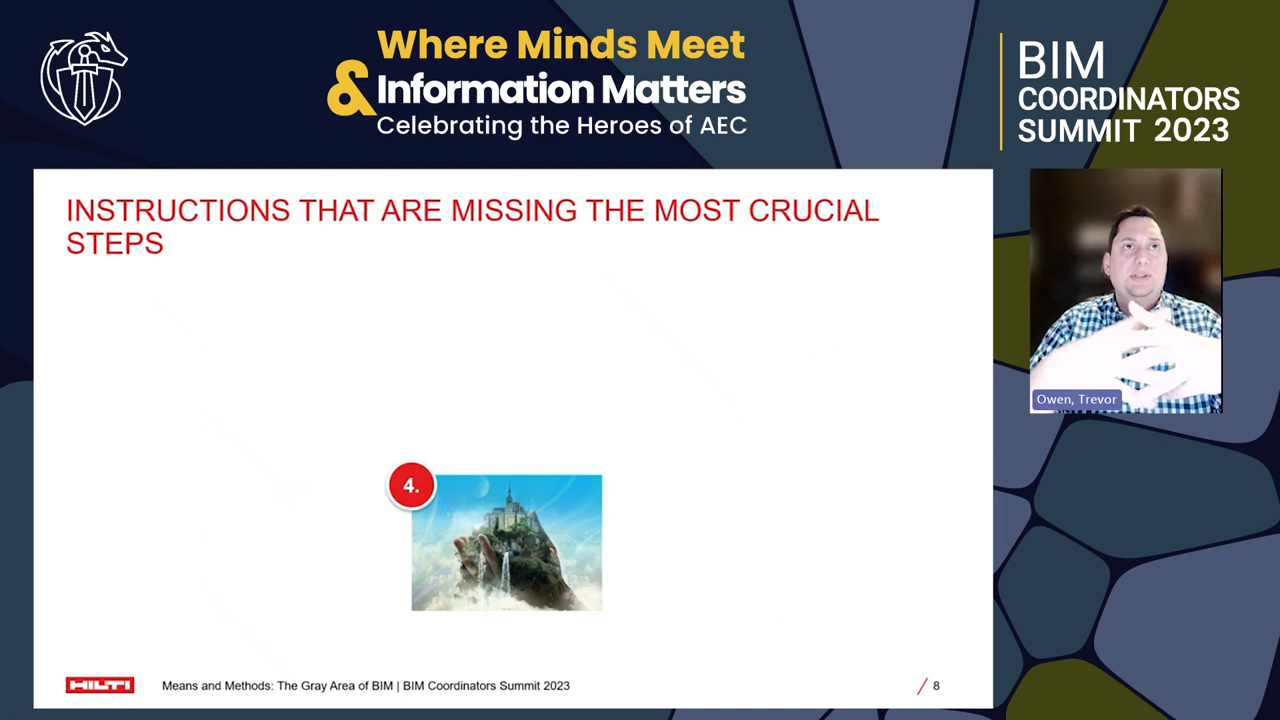 Where Minds Meet
& Information Matters
Celebrating the Heroes of AEC
BIM
COORDINATORS
SUMMIT 2023
INSTRUCTIONS THAT ARE MISSING THE MOST CRUCIAL
STEPS
Owen, Trevor
4.
HILTI
Means and Methods: The Gray Area of BIM | BIM Coordinators Summit 2023
/ 8